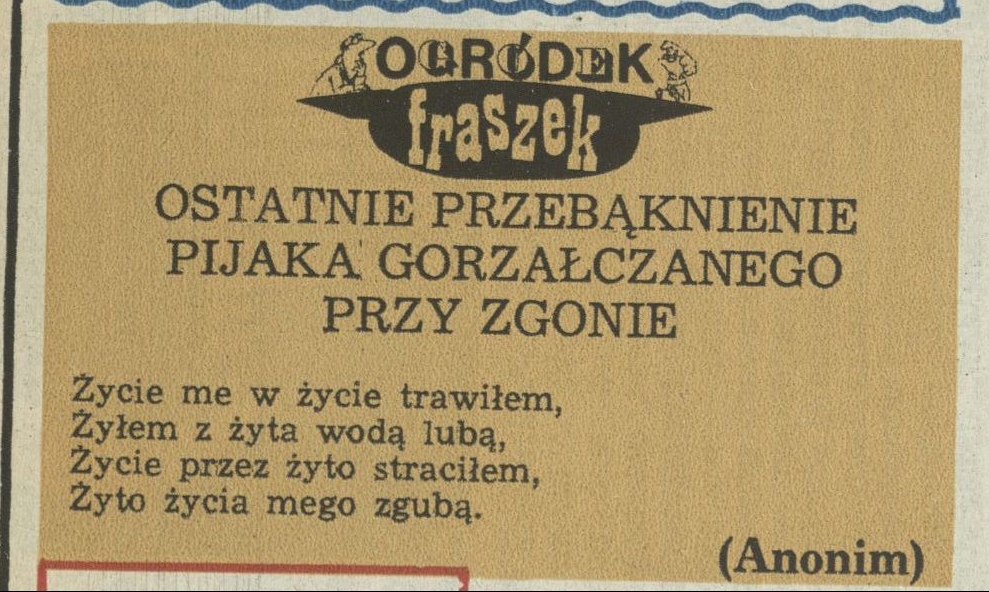 OGRÓDEK
fraszek
OSTATNIE PRZEBĄKNIENIE
PIJAKA GORZAŁCZANEGO
PRZY ZGONIE
Życie me w życie trawiłem,
Żyłem z żyta wodą lubą,
Życie przez żyto straciłem,
Żyto życia mego zgubą.
(Anonim)